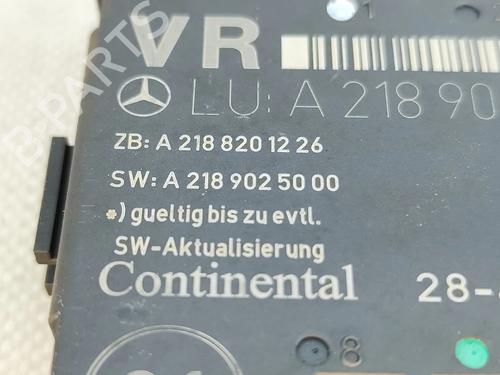 VR
LU: A 218 90
ZB: A 218 820 12 26
SW: A 218 902 50 00
*) gueltig bis zu evtl.
SW-Aktualisierung
Continental 28-
8
B-PARTS